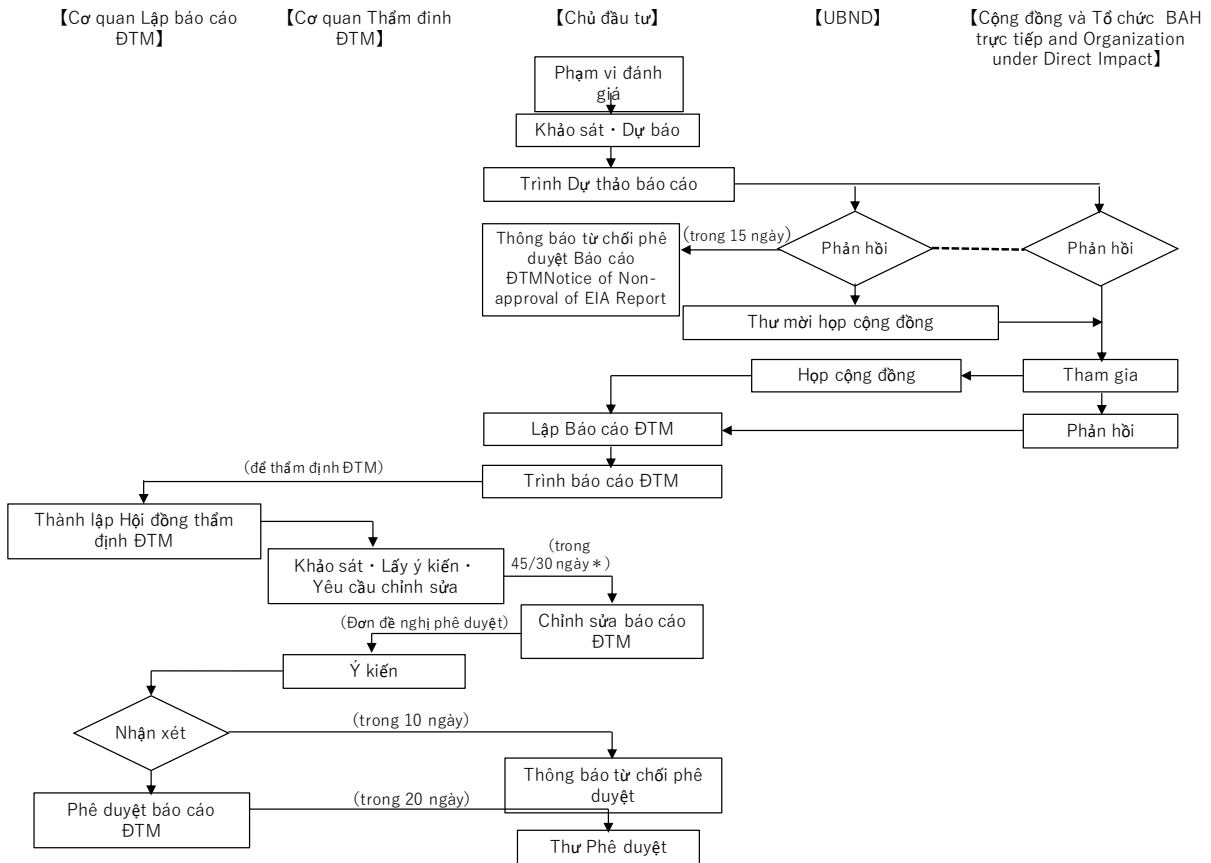 【Cơ quan Lập báo cáo
ĐTM】
【Cơ quan Thẩm đinh
ĐTM】
【Chủ đầu tư】
【UBND】
【Cộng đồng và Tổ chức BAH
trực tiếp and Organization
under Direct Impact】
Phạm vi đánh
giá
Khảo sát・Dự báo
Trình Dự thảo báo cáo
Thông báo từ chối phê
duyệt Báo cáo
ĐTMNotice of Non-
approval of EIA Report
(trong 15 ngày)
Phản hồi
Phản hồi
Thư mời họp cộng đồng
Họp cộng đồng
Tham gia
Lập Báo cáo ĐTM
Phản hồi
(để thẩm định ĐTM)
Trình báo cáo ĐTM
Thành lập Hội đồng thẩm
định ĐTM
Khảo sát・Lấy ý kiến・
Yêu cầu chỉnh sửa
(trong
45/30 ngày＊)
(Đơn đề nghị phê duyệt)
Chỉnh sửa báo cáo
ĐTM
Ý kiến
Nhận xét
(trong 10 ngày)
Thông báo từ chối phê
duyệt
Phê duyệt báo cáo
ĐTM
(trong 20 ngày)
Thư Phê duyệt